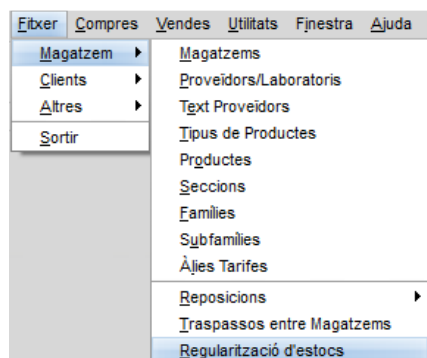 Fitxer Compres Vendes Utilitats Finestra Ajuda
Magatzem
Clients
Altres
Sortir
Magatzems
Proveïdors/Laboratoris
Text Proveïdors
Tipus de Productes
Productes
Seccions
Famílies
Subfamílies
Àlies Tarifes
Reposicions
Traspassos entre Magatzems
Regularització d'estocs